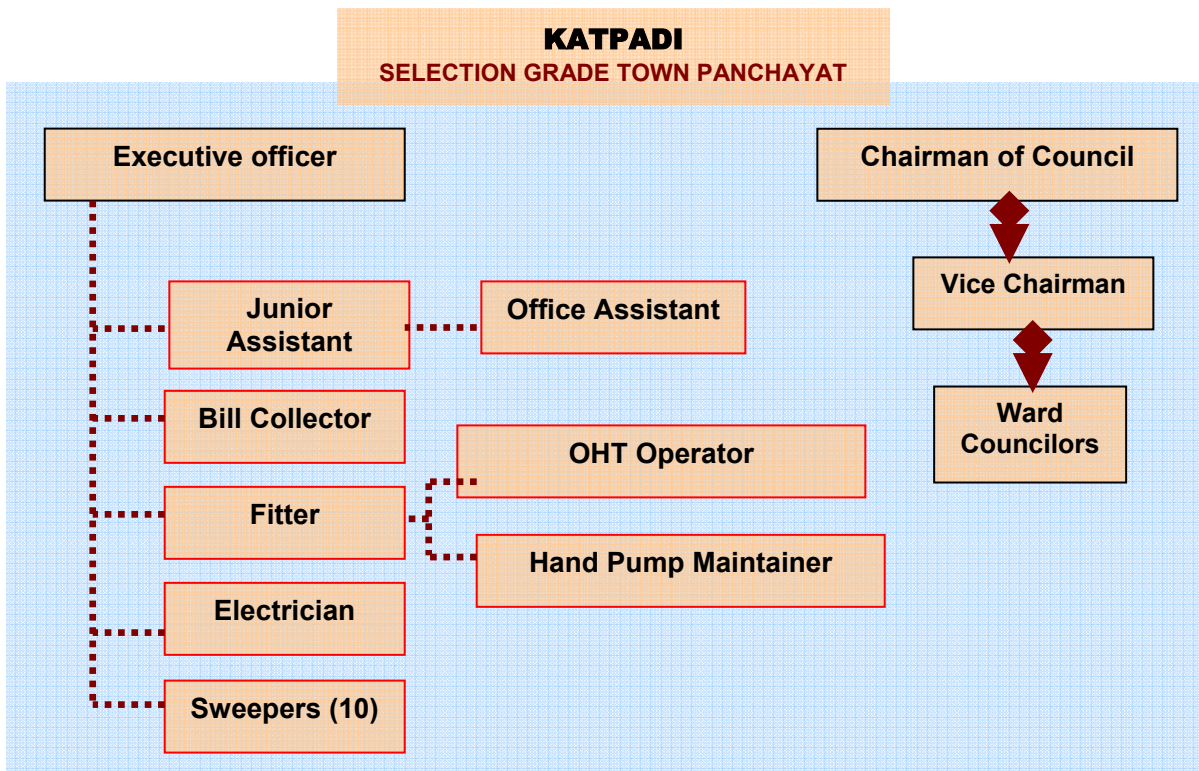 KATPADI
SELECTION GRADE TOWN PANCHAYAT
Executive officer
Junior
Assistant
Office Assistant
Bill Collector
Fitter
OHT Operator
Hand Pump Maintainer
Electrician
Sweepers (10)
Chairman of Council
Vice Chairman
Ward
Councilors